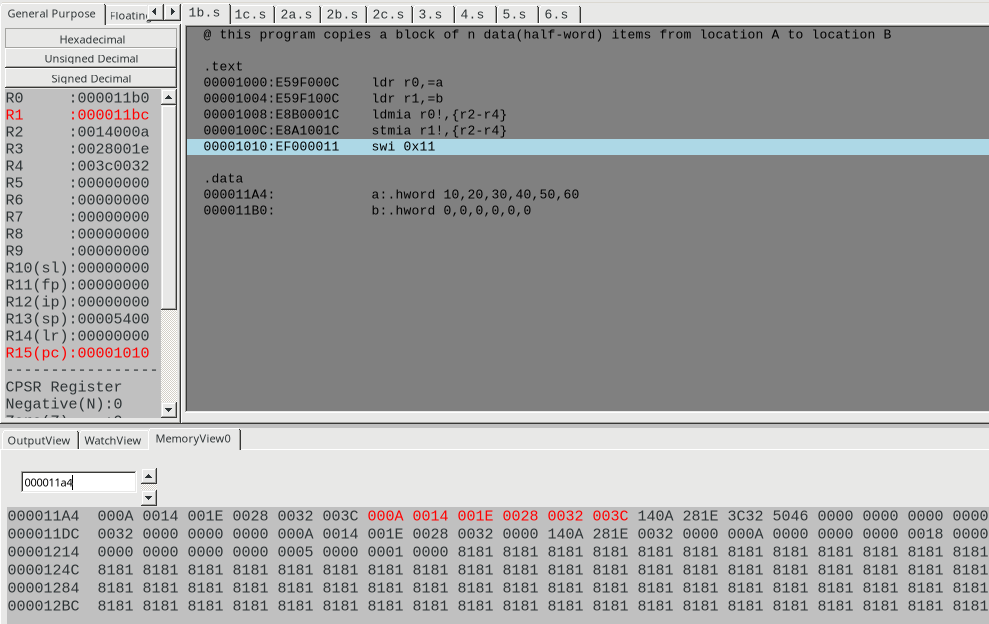 General Purpose
Floatin
Hexadecimal
Unsigned Decimal
Signed Decimal
R0 :000011b0
R1 :000011bc
R2 :0014000a
R3 :0028001e
R4 :003c0032
R5 :00000000
R6 :00000000
R7 :00000000
R8 :00000000
R9 :00000000
R10(sl):00000000
R11(fp):00000000
R12(ip):00000000
R13(sp):00005400
R14(lr):00000000
R15(pc):00001010
------------------
CPSR Register
Negative(N):0
1b.s 1c.s 2a.s 2b.s 2c.s 3.s 4.s 5.s 6.s
@ this program copies a block of n data(half-word) items from location A to location B
.text
00001000:E59F000C ldr r0,=a
00001004:E59F100C ldr r1,=b
00001008:E8B0001C ldmia r0!,{r2-r4}
0000100C:E8A1001C stmia r1!,{r2-r4}
00001010:EF000011 swi 0x11
.data
000011A4: a:.hword 10,20,30,40,50,60
000011B0: b:.hword 0,0,0,0,0,0
OutputView WatchView MemoryView0
000011a4
000011A4 000A 0014 001E 0028 0032 003C 000A 0014 001E 0028 0032 003C 140A 281E 3C32 5046 0000 0000 0000 0000
000011DC 0032 0000 0000 0000 000A 0014 001E 0028 0032 0000 140A 281E 0032 0000 000A 0000 0000 0000 0018 0000
00001214 0000 0000 0000 0000 0005 0000 0001 0000 8181 8181 8181 8181 8181 8181 8181 8181 8181 8181 8181 8181
0000124C 8181 8181 8181 8181 8181 8181 8181 8181 8181 8181 8181 8181 8181 8181 8181 8181 8181 8181 8181 8181
00001284 8181 8181 8181 8181 8181 8181 8181 8181 8181 8181 8181 8181 8181 8181 8181 8181 8181 8181 8181 8181
000012BC 8181 8181 8181 8181 8181 8181 8181 8181 8181 8181 8181 8181 8181 8181 8181 8181 8181 8181 8181 8181